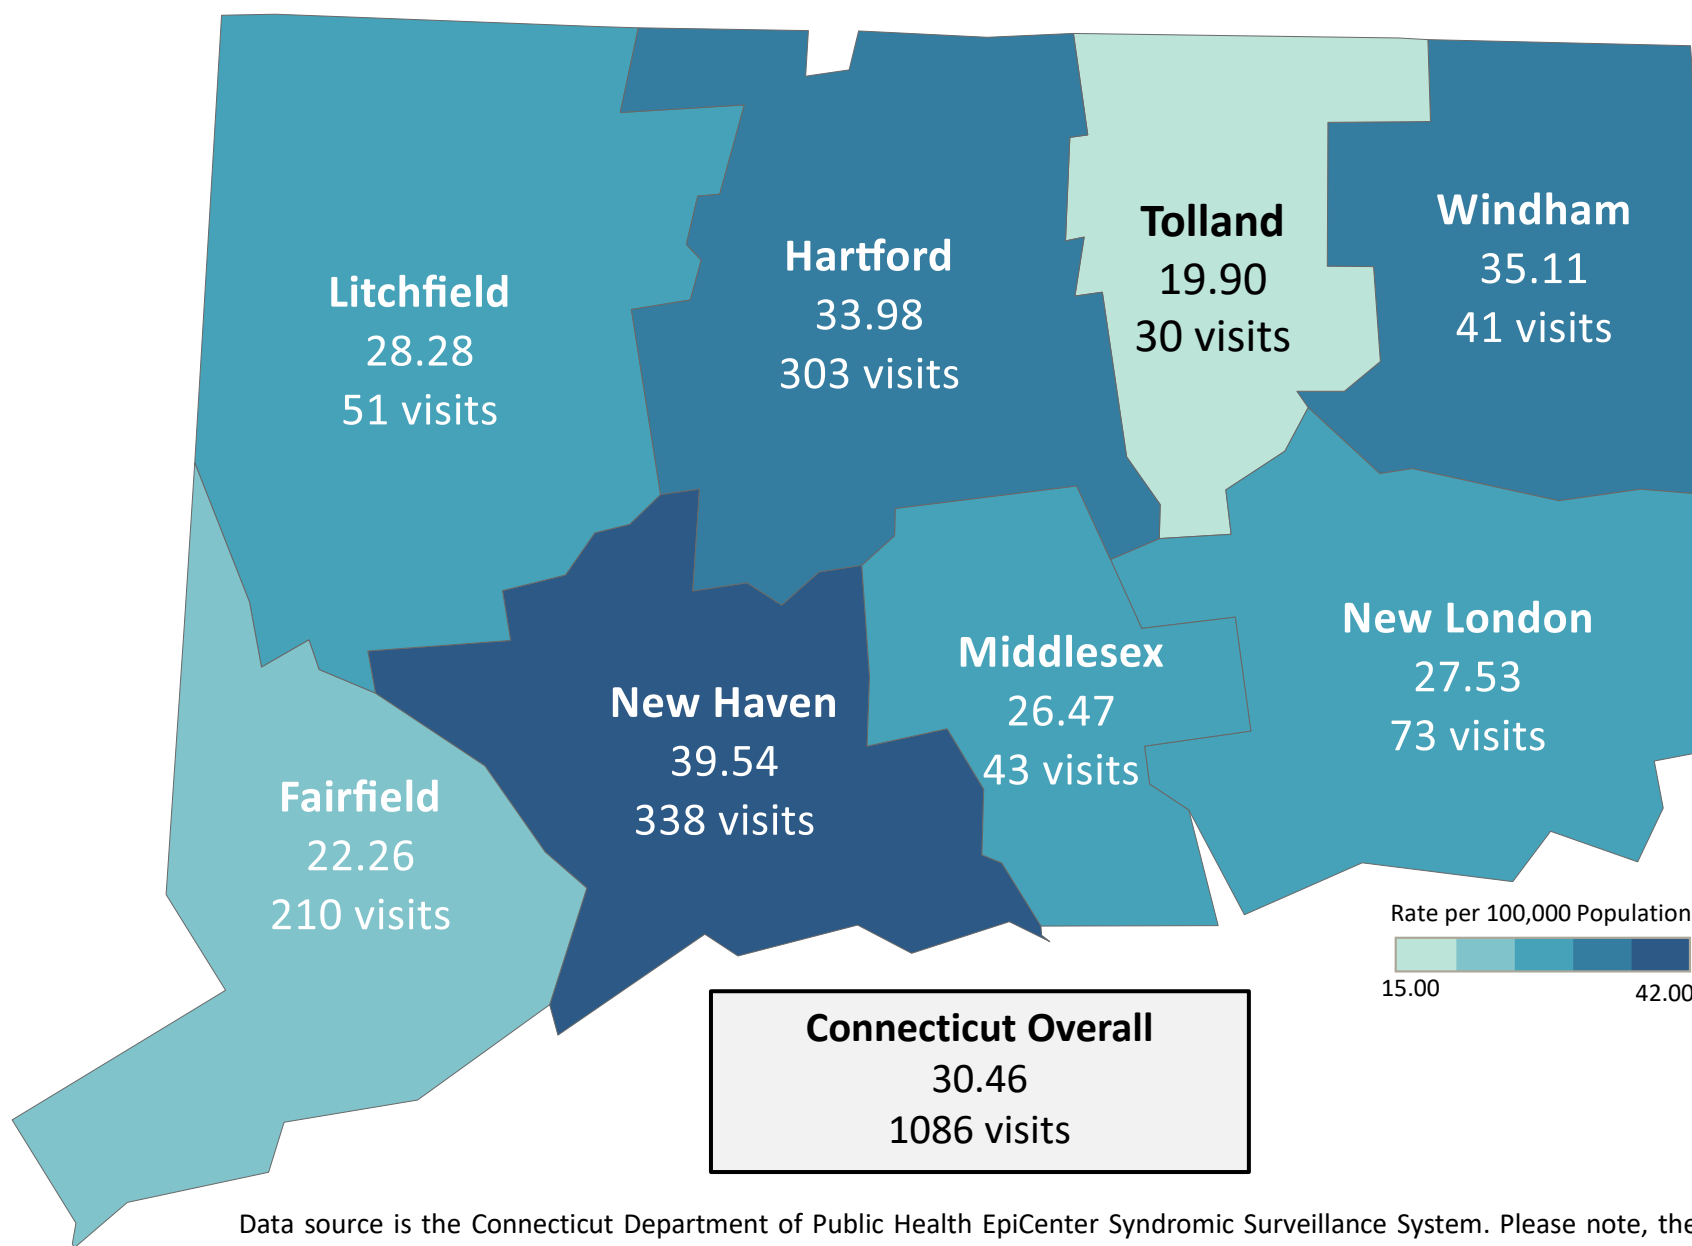 Litchfield
28.28
51 visits
Hartford
33.98
303 visits
Tolland
19.90
30 visits
Windham
35.11
41 visits
Fairfield
22.26
210 visits
New Haven
39.54
338 visits
Middlesex
26.47
43 visits
New London
27.53
73 visits
Rate per 100,000 Population
15.00
42.00
Connecticut Overall
30.46
1086 visits
Data source is the Connecticut Department of Public Health EpiCenter Syndromic Surveillance System. Please note, the